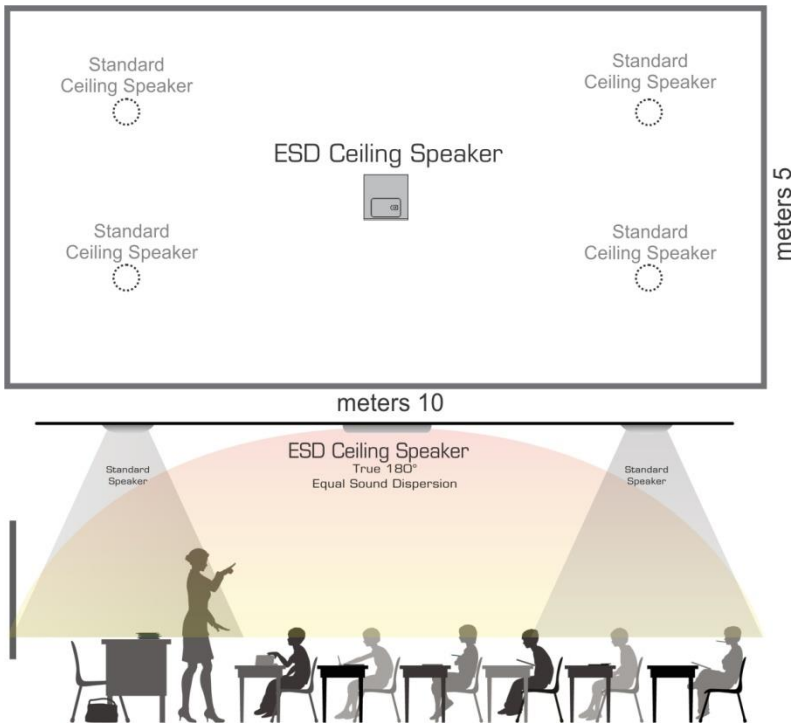 Standard
Ceiling Speaker
Standard
Ceiling Speaker
ESD Ceiling Speaker
Standard
Ceiling Speaker
Standard
Ceiling Speaker
meters 5
meters 10
ESD Ceiling Speaker
True 180°
Equal Sound Dispersion
Standard
Speaker
Standard
Speaker